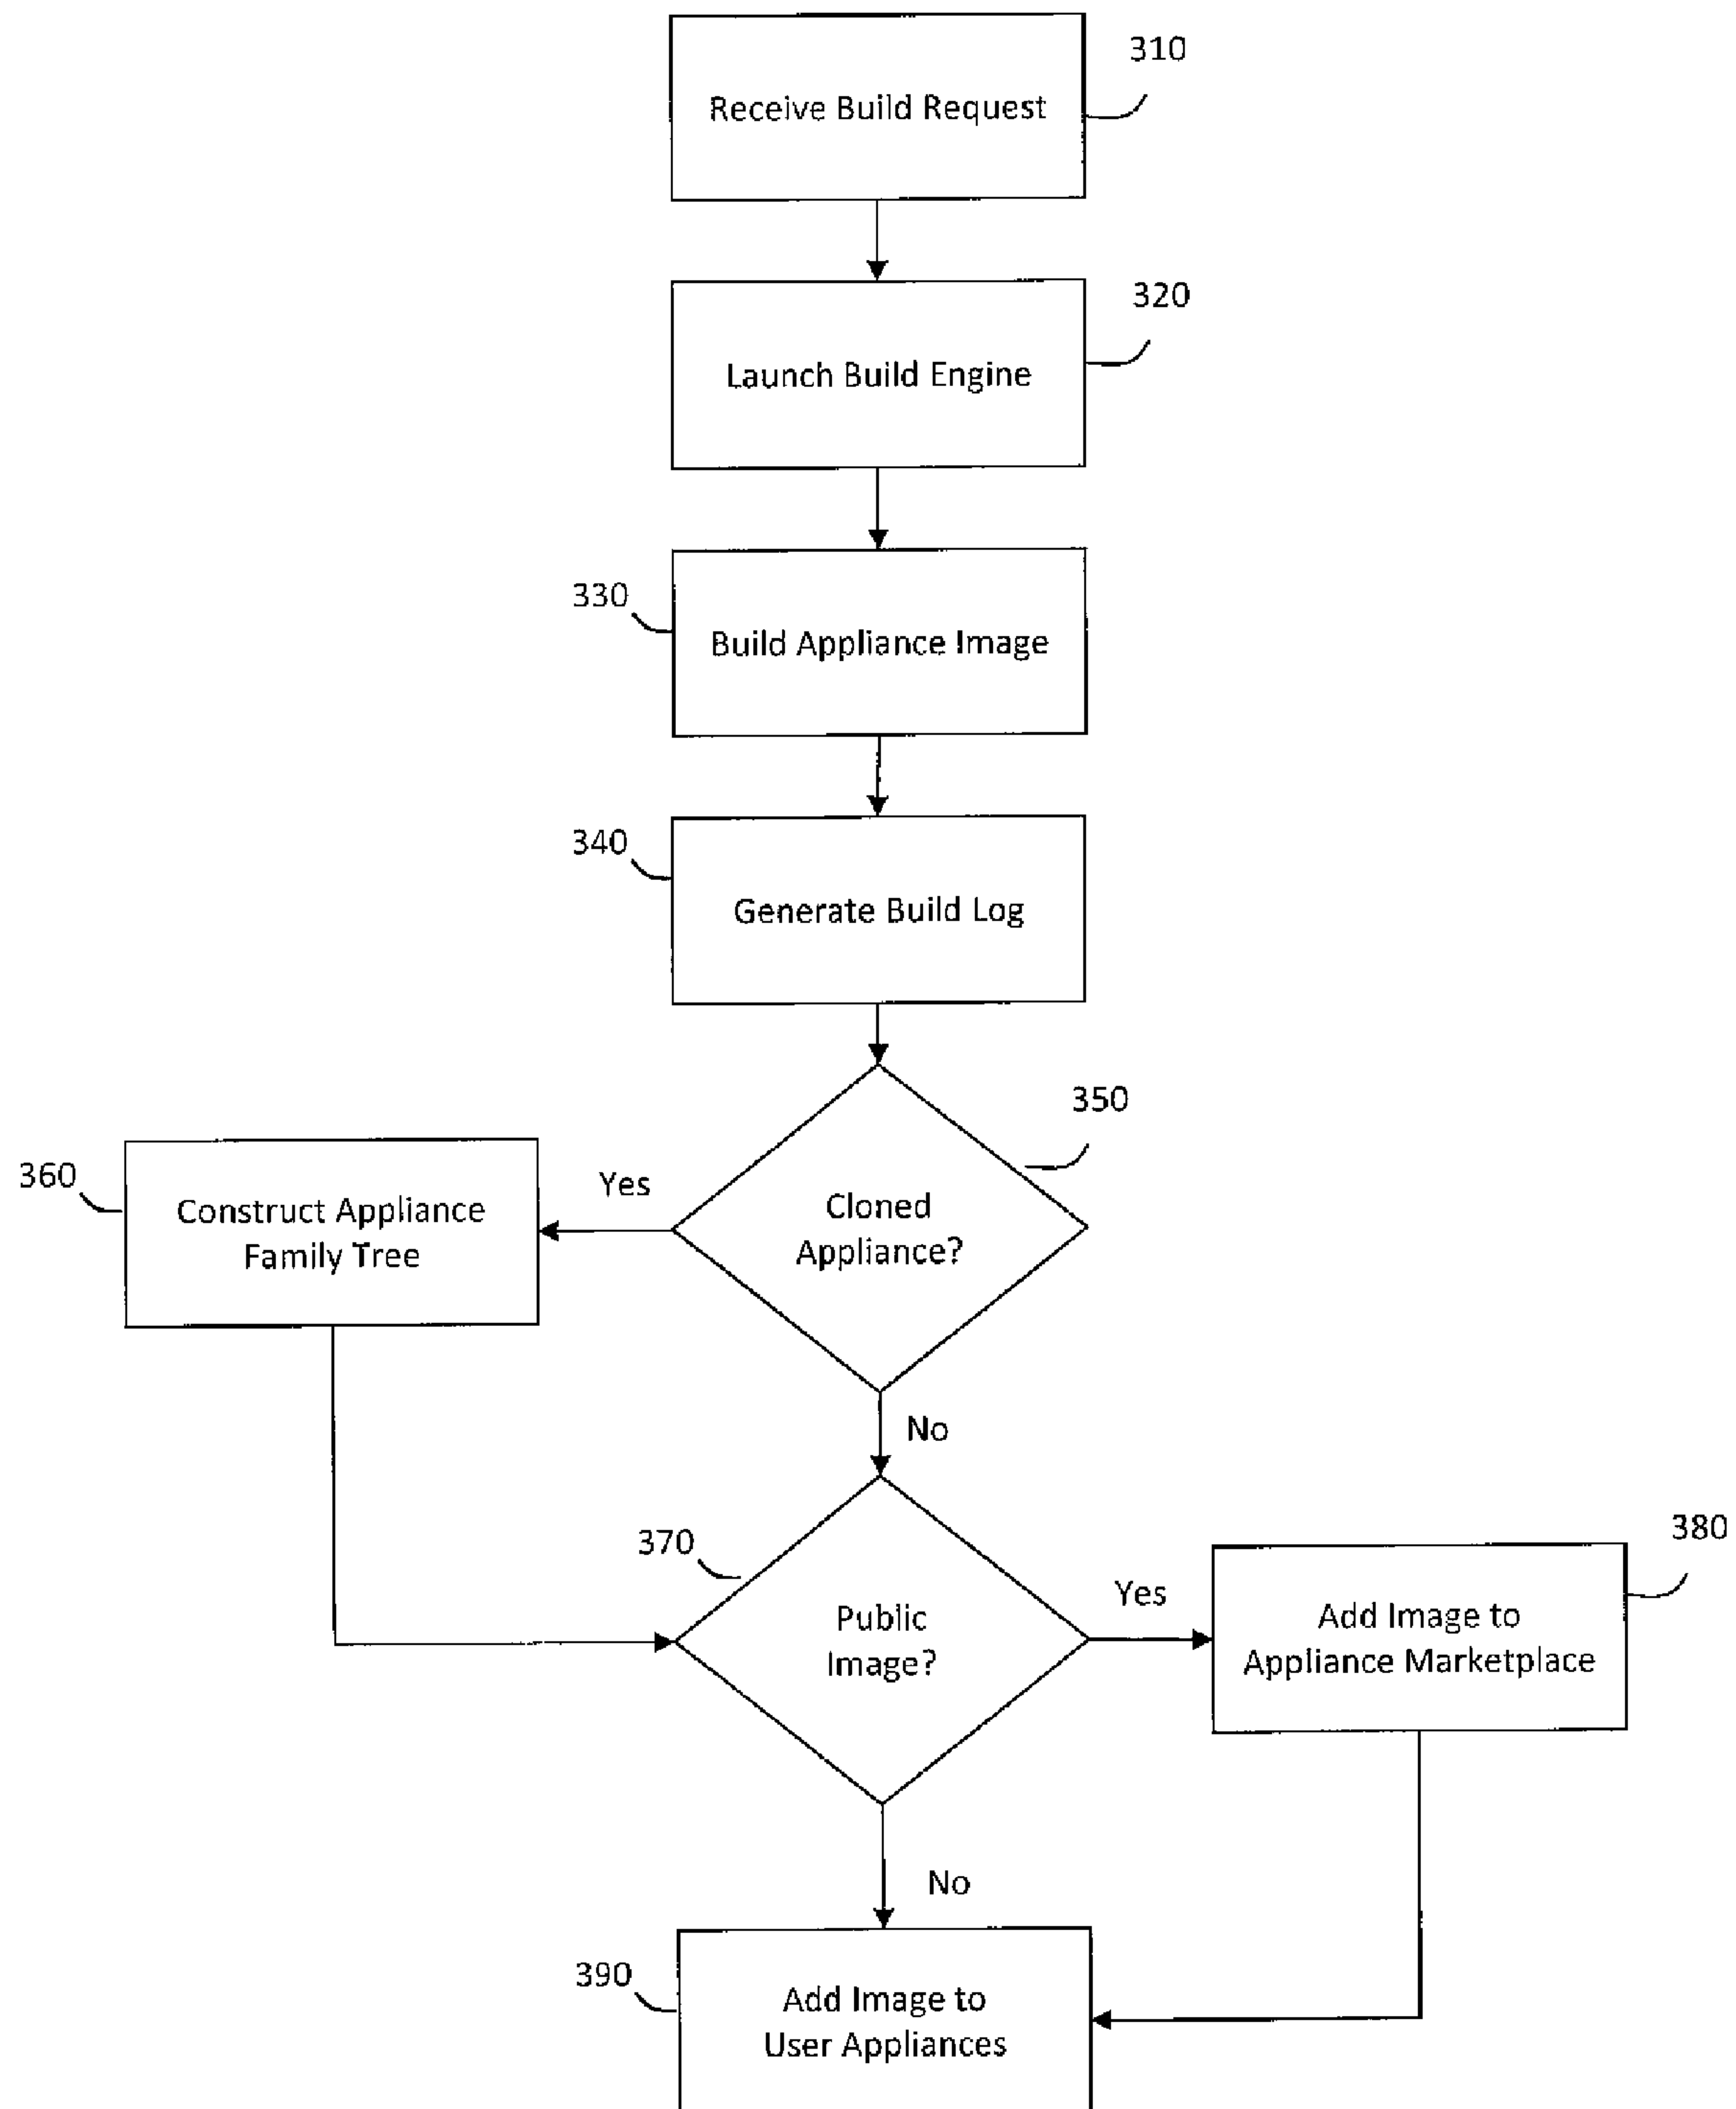 310
Receive Build Request
320
Launch Build Engine
330
Build Appliance Image
340
Generate Build Log
350
Cloned
Appliance?
Yes
360
Construct Appliance
Family Tree
No
370
Public
Image?
Yes
380
Add Image to
Appliance Marketplace
No
390
Add Image to
User Appliances